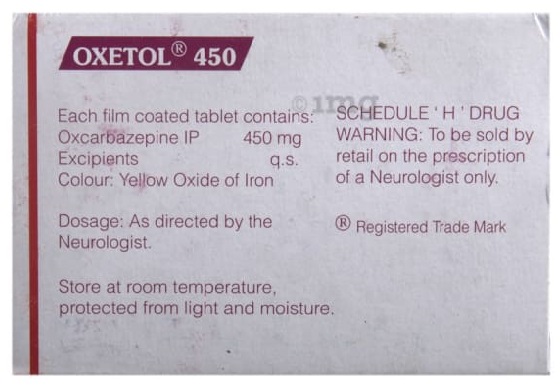 OXETOL® 450
Each film coated tablet contains:
Oxcarbazepine IP 450 mg
Excipients q.s.
Colour: Yellow Oxide of Iron
Dosage: As directed by the
Neurologist.
Store at room temperature,
protected from light and moisture.
1mg
SCHEDULE ' H ' DRUG
WARNING: To be sold by
retail on the prescription
of a Neurologist only.
® Registered Trade Mark